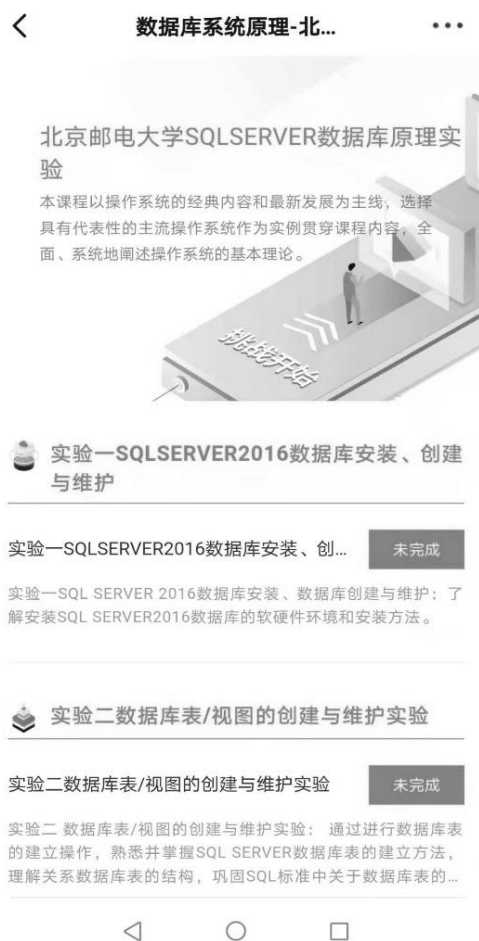 数据库系统原理-北...
北京邮电大学SQLSERVER数据库原理实
验
本课程以操作系统的经典内容和最新发展为主线，选择
具有代表性的主流操作系统作为实例贯穿课程内容，全
面、系统地阐述操作系统的基本理论。
挑战开始
实验一SQLSERVER2016数据库安装、创建
与维护
实验一SQLSERVER2016数据库安装、创...
未完成
实验一SQL SERVER 2016数据库安装、数据库创建与维护：了
解安装SQL SERVER2016数据库的软硬件环境和安装方法。
实验二数据库表/视图的创建与维护实验
实验二数据库表/视图的创建与维护实验
未完成
实验二 数据库表/视图的创建与维护实验： 通过进行数据库表
的建立操作，熟悉并掌握SQL SERVER数据库表的建立方法，
理解关系数据库表的结构，巩固SQL标准中关于数据库表的...